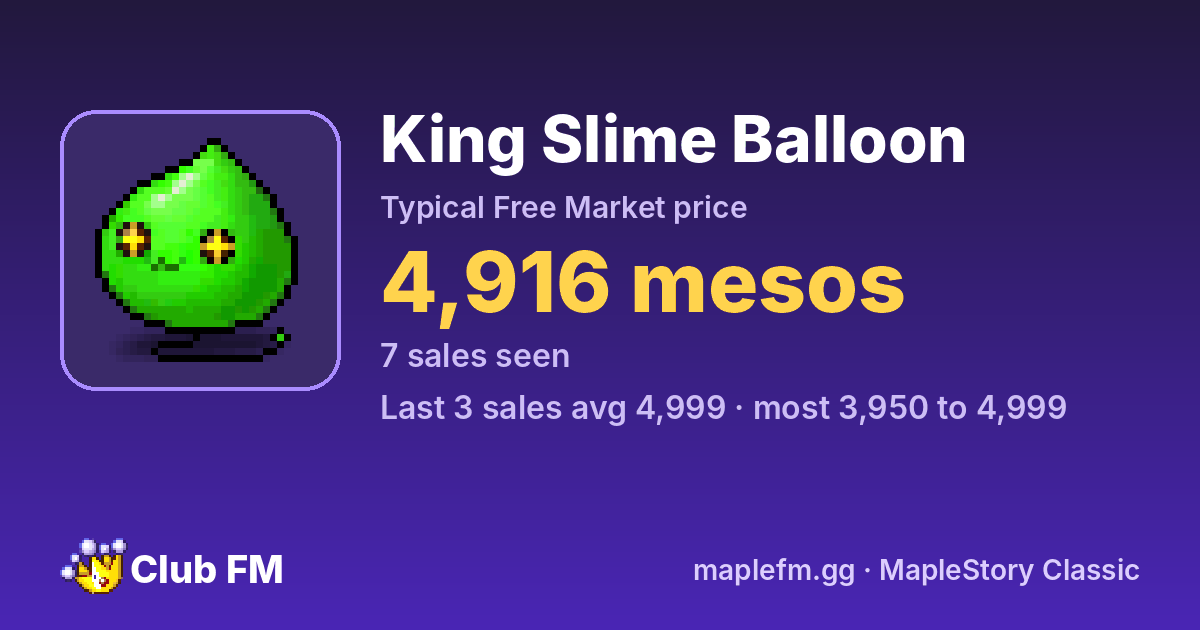 King Slime Balloon
Typical Free Market price
4,916 mesos
7 sales seen
Last 3 sales avg 4,999 · most 3,950 to 4,999
Club FM
maplefm.gg · MapleStory Classic